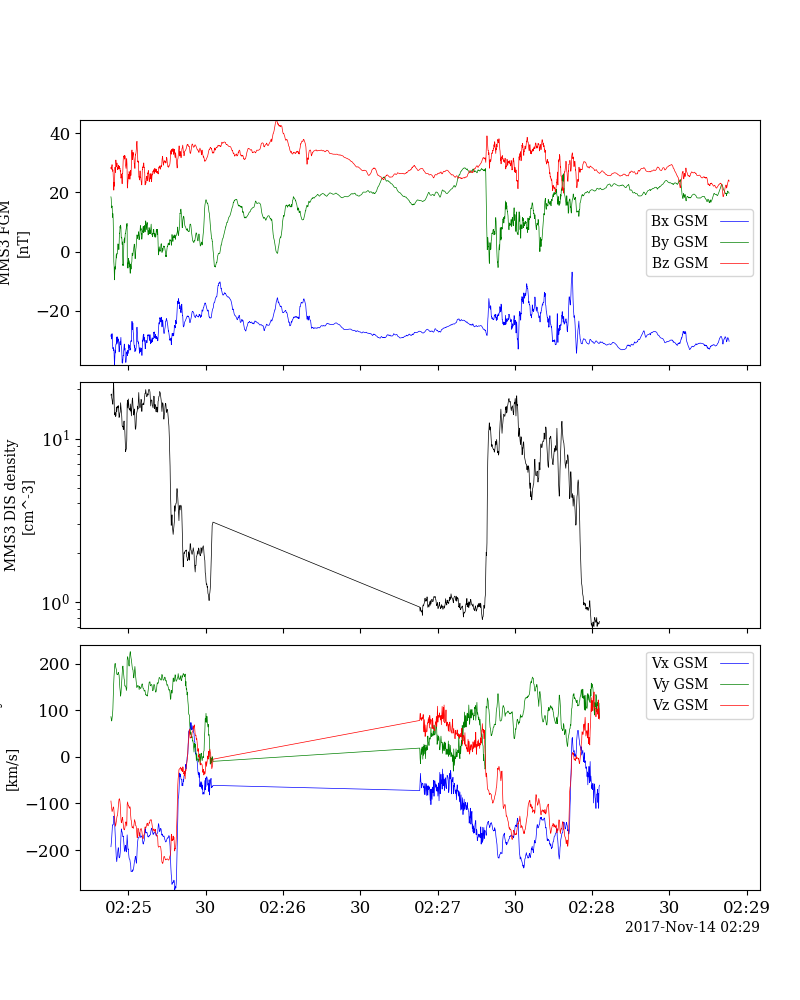 40
20
0
−20
MMS3 FGM
[nT]
Bx GSM
By GSM
Bz GSM
10^1
10^0
MMS3 DIS density
[cm^-3]
200
100
0
−100
−200
[km/s]
Vx GSM
Vy GSM
Vz GSM
02:25 30 02:26 30 02:27 30 02:28 30 02:29
2017-Nov-14 02:29